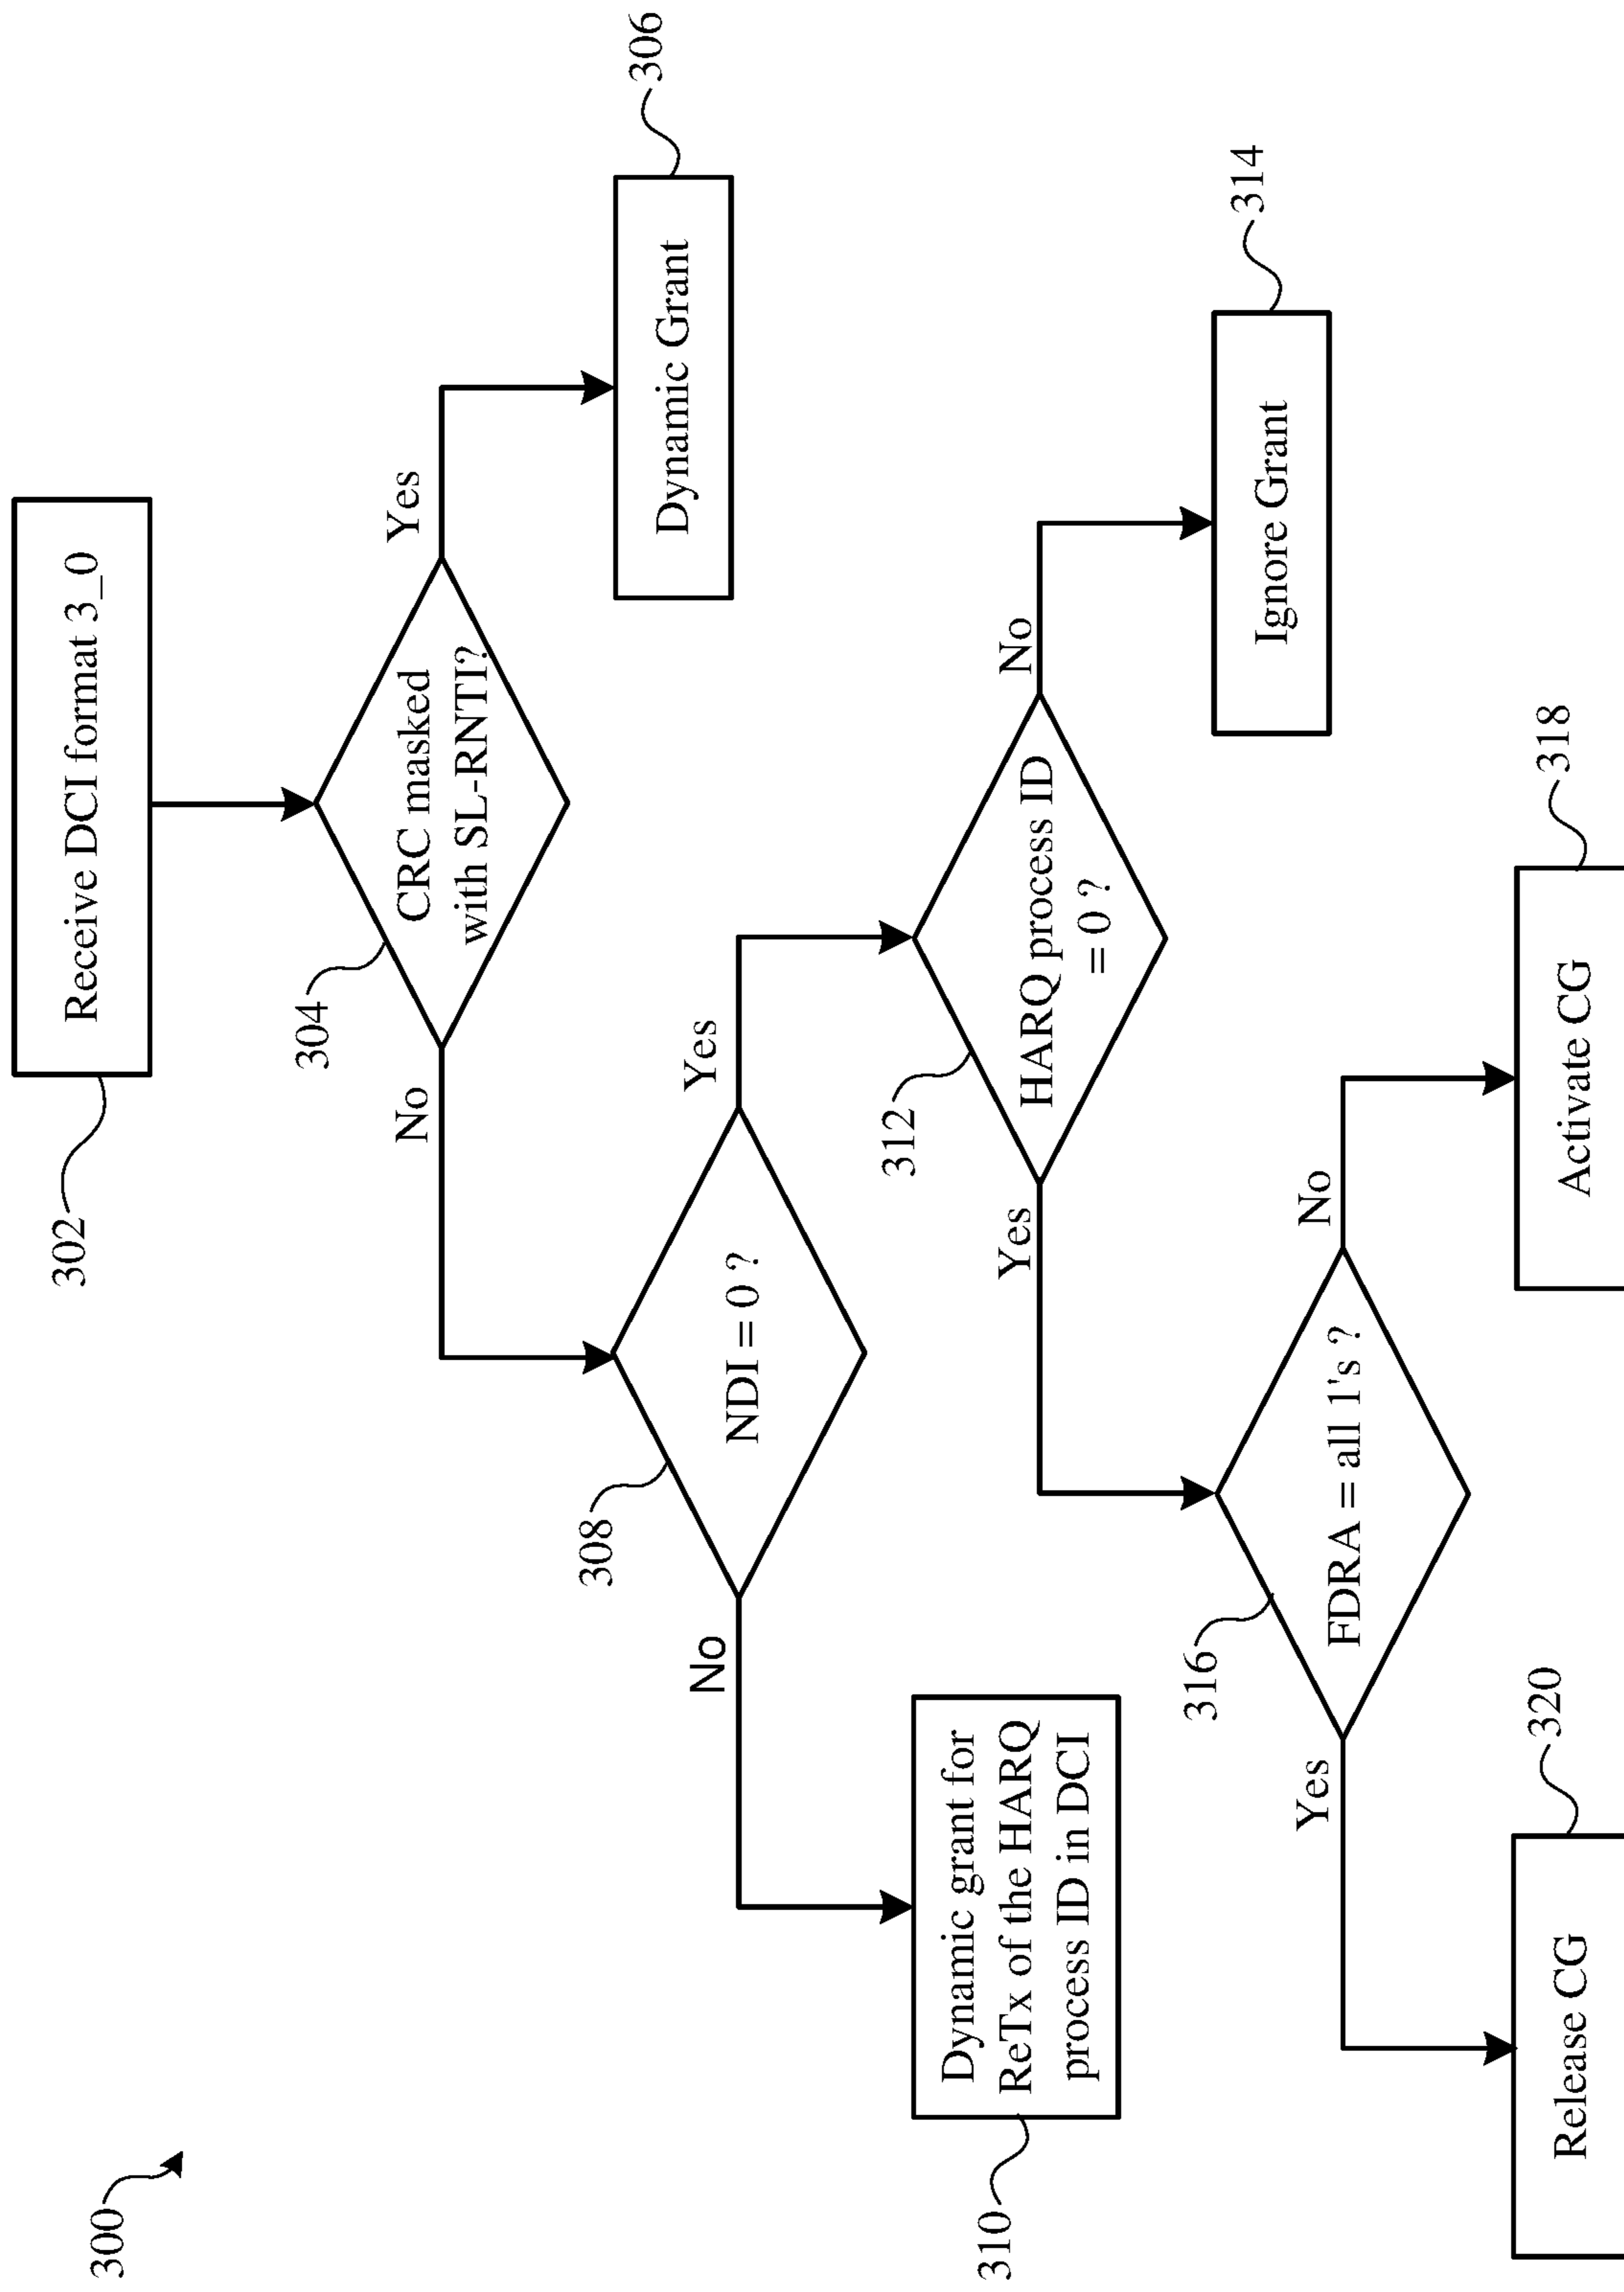 300
302
Receive DCI format 3_0
304
CRC masked
with SL-RNTI?
No
Yes
306
Dynamic Grant
308
NDI = 0 ?
No
Yes
310
Dynamic grant for
ReTx of the HARQ
process ID in DCI
312
HARQ process ID
= 0 ?
Yes
No
314
Ignore Grant
316
FDRA = all 1's ?
Yes
No
318
Activate CG
320
Release CG